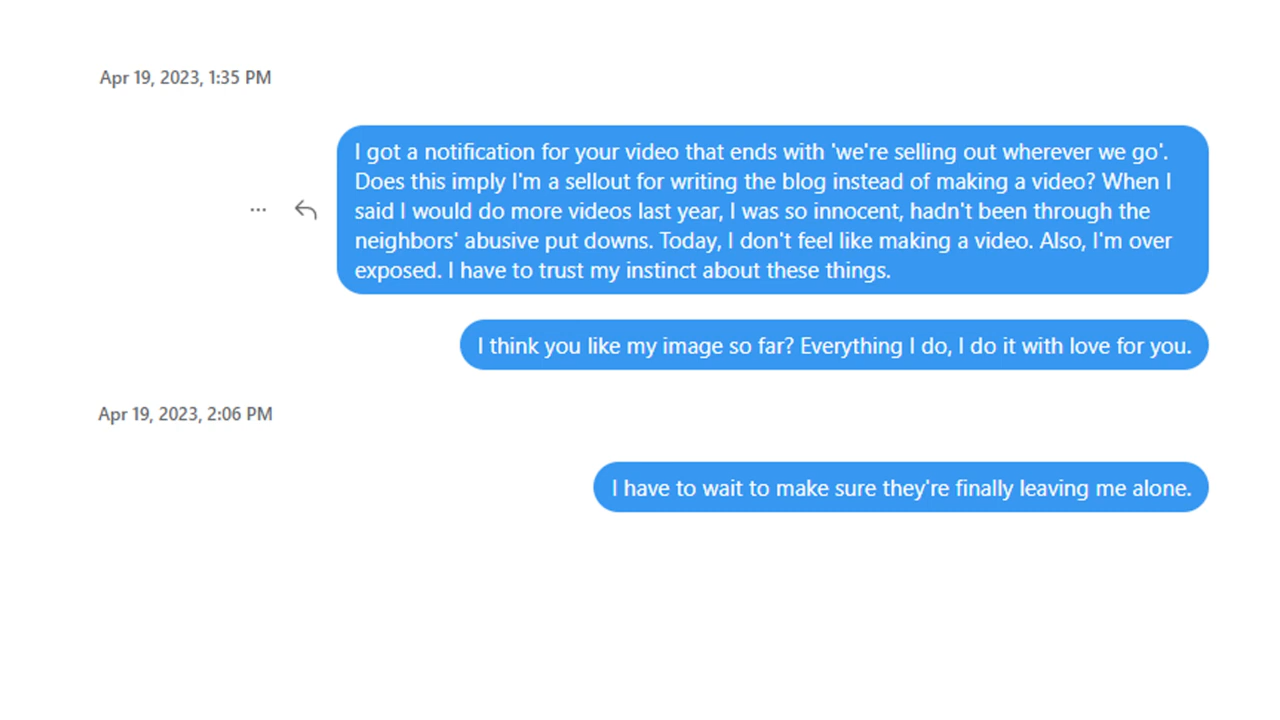 Apr 19, 2023, 1:35 PM
I got a notification for your video that ends with 'we're selling out wherever we go'.
Does this imply I'm a sellout for writing the blog instead of making a video? When I
said I would do more videos last year, I was so innocent, hadn't been through the
neighbors' abusive put downs. Today, I don't feel like making a video. Also, I'm over
exposed. I have to trust my instinct about these things.
I think you like my image so far? Everything I do, I do it with love for you.
Apr 19, 2023, 2:06 PM
I have to wait to make sure they're finally leaving me alone.